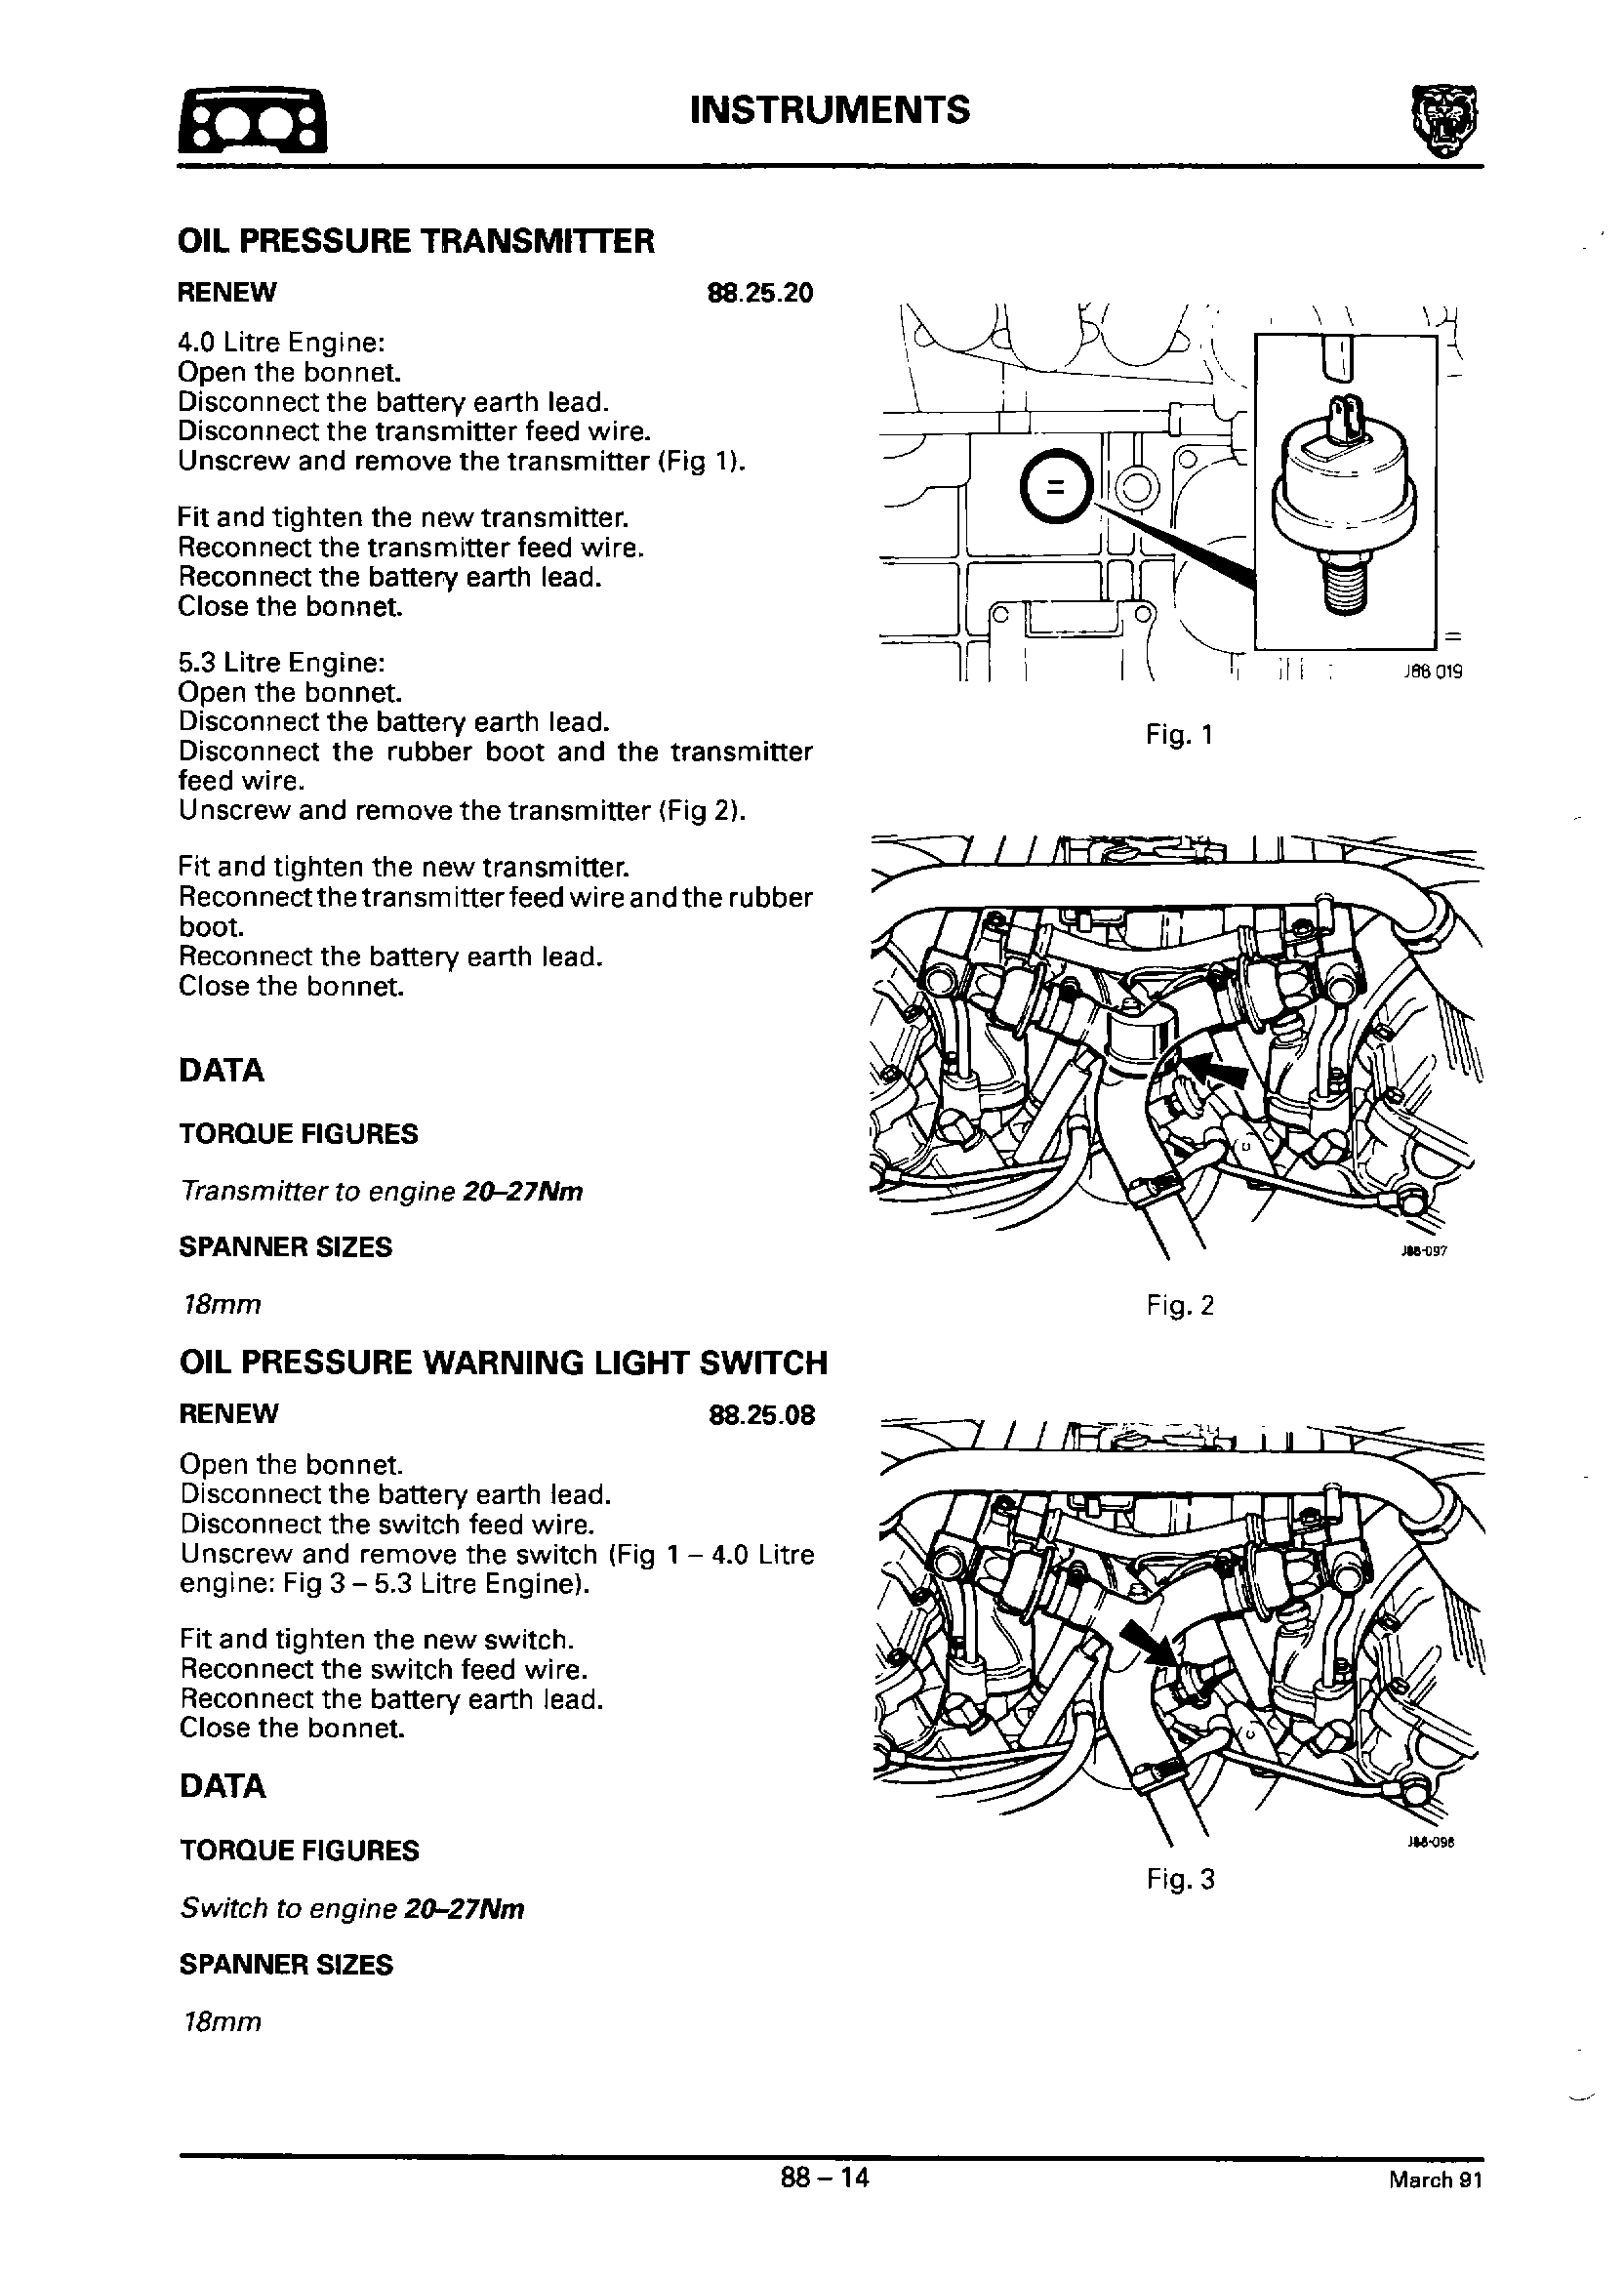 INSTRUMENTS
OIL PRESSURE TRANSMITTER
RENEW 88.25.20
4.0 Litre Engine:
Open the bonnet.
Disconnect the battery earth lead.
Disconnect the transmitter feed wire.
Unscrew and remove the transmitter (Fig 1).
Fit and tighten the new transmitter.
Reconnect the transmitter feed wire.
Reconnect the battery earth lead.
Close the bonnet.
5.3 Litre Engine:
Open the bonnet.
Disconnect the battery earth lead.
Disconnect the rubber boot and the transmitter
feed wire.
Unscrew and remove the transmitter (Fig 2).
Fit and tighten the new transmitter.
Reconnect the transmitter feed wire and the rubber
boot.
Reconnect the battery earth lead.
Close the bonnet.
DATA
TORQUE FIGURES
Transmitter to engine 20–27Nm
SPANNER SIZES
18mm
OIL PRESSURE WARNING LIGHT SWITCH
RENEW 88.25.08
Open the bonnet.
Disconnect the battery earth lead.
Disconnect the switch feed wire.
Unscrew and remove the switch (Fig 1 – 4.0 Litre
engine: Fig 3 – 5.3 Litre Engine).
Fit and tighten the new switch.
Reconnect the switch feed wire.
Reconnect the battery earth lead.
Close the bonnet.
DATA
TORQUE FIGURES
Switch to engine 20–27Nm
SPANNER SIZES
18mm
J88 019
Fig. 1
J88-097
Fig. 2
Fig. 3
88 – 14
March 91